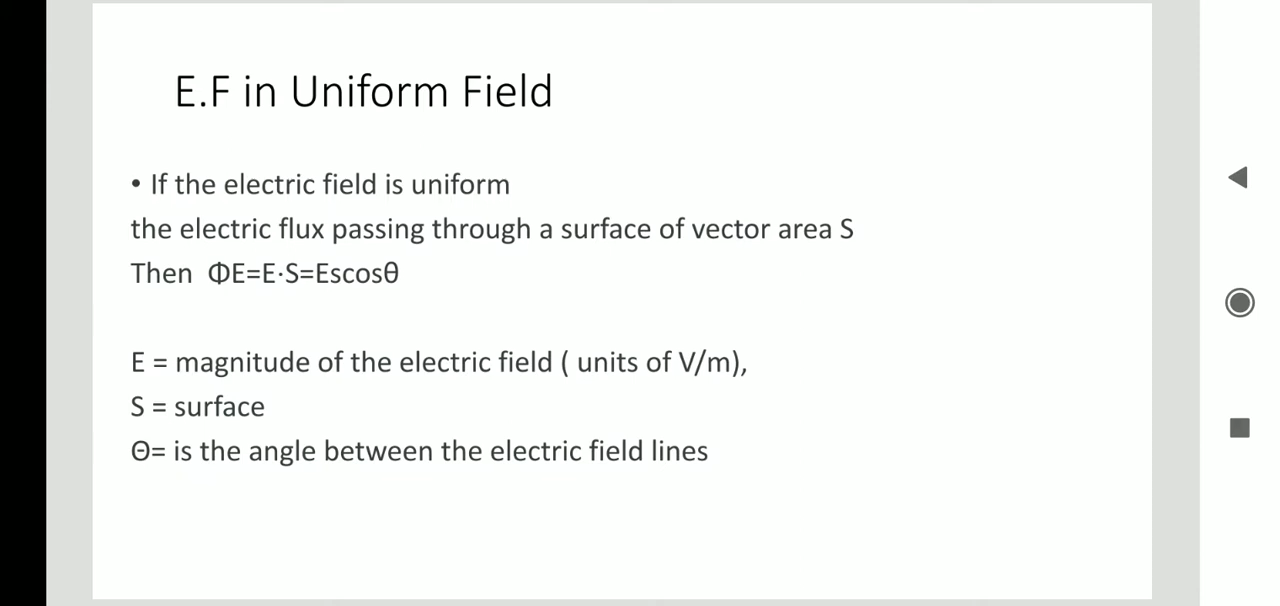 E.F in Uniform Field
• If the electric field is uniform
the electric flux passing through a surface of vector area S
Then ΦE=E·S=Escosθ
E = magnitude of the electric field ( units of V/m),
S = surface
Θ= is the angle between the electric field lines